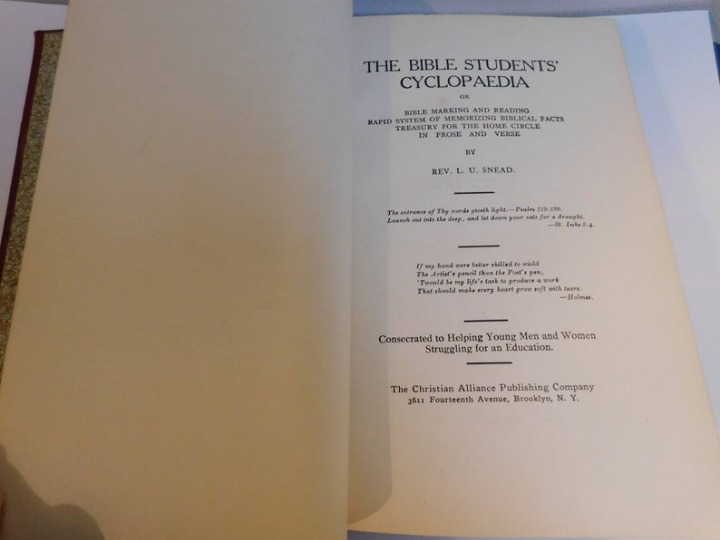 THE BIBLE STUDENTS'
CYCLOPAEDIA
OR
BIBLE MARKING AND READING
RAPID SYSTEM OF MEMORIZING BIBLICAL FACTS
TREASURY FOR THE HOME CIRCLE
IN PROSE AND VERSE
BY
REV. L. U. SNEAD.
The entrance of Thy words giveth light.—Psalm 119:130.
Launch out into the deep, and let down your nets for a draught.
—St. Luke 5:4.
If my hand were better skilled to wield
The Artist's pencil than the Poet's pen,
'Twould be my life's task to produce a work
That should make every heart grow soft with tears.
—Holmes.
Consecrated to Helping Young Men and Women
Struggling for an Education.
The Christian Alliance Publishing Company
3611 Fourteenth Avenue, Brooklyn, N. Y.